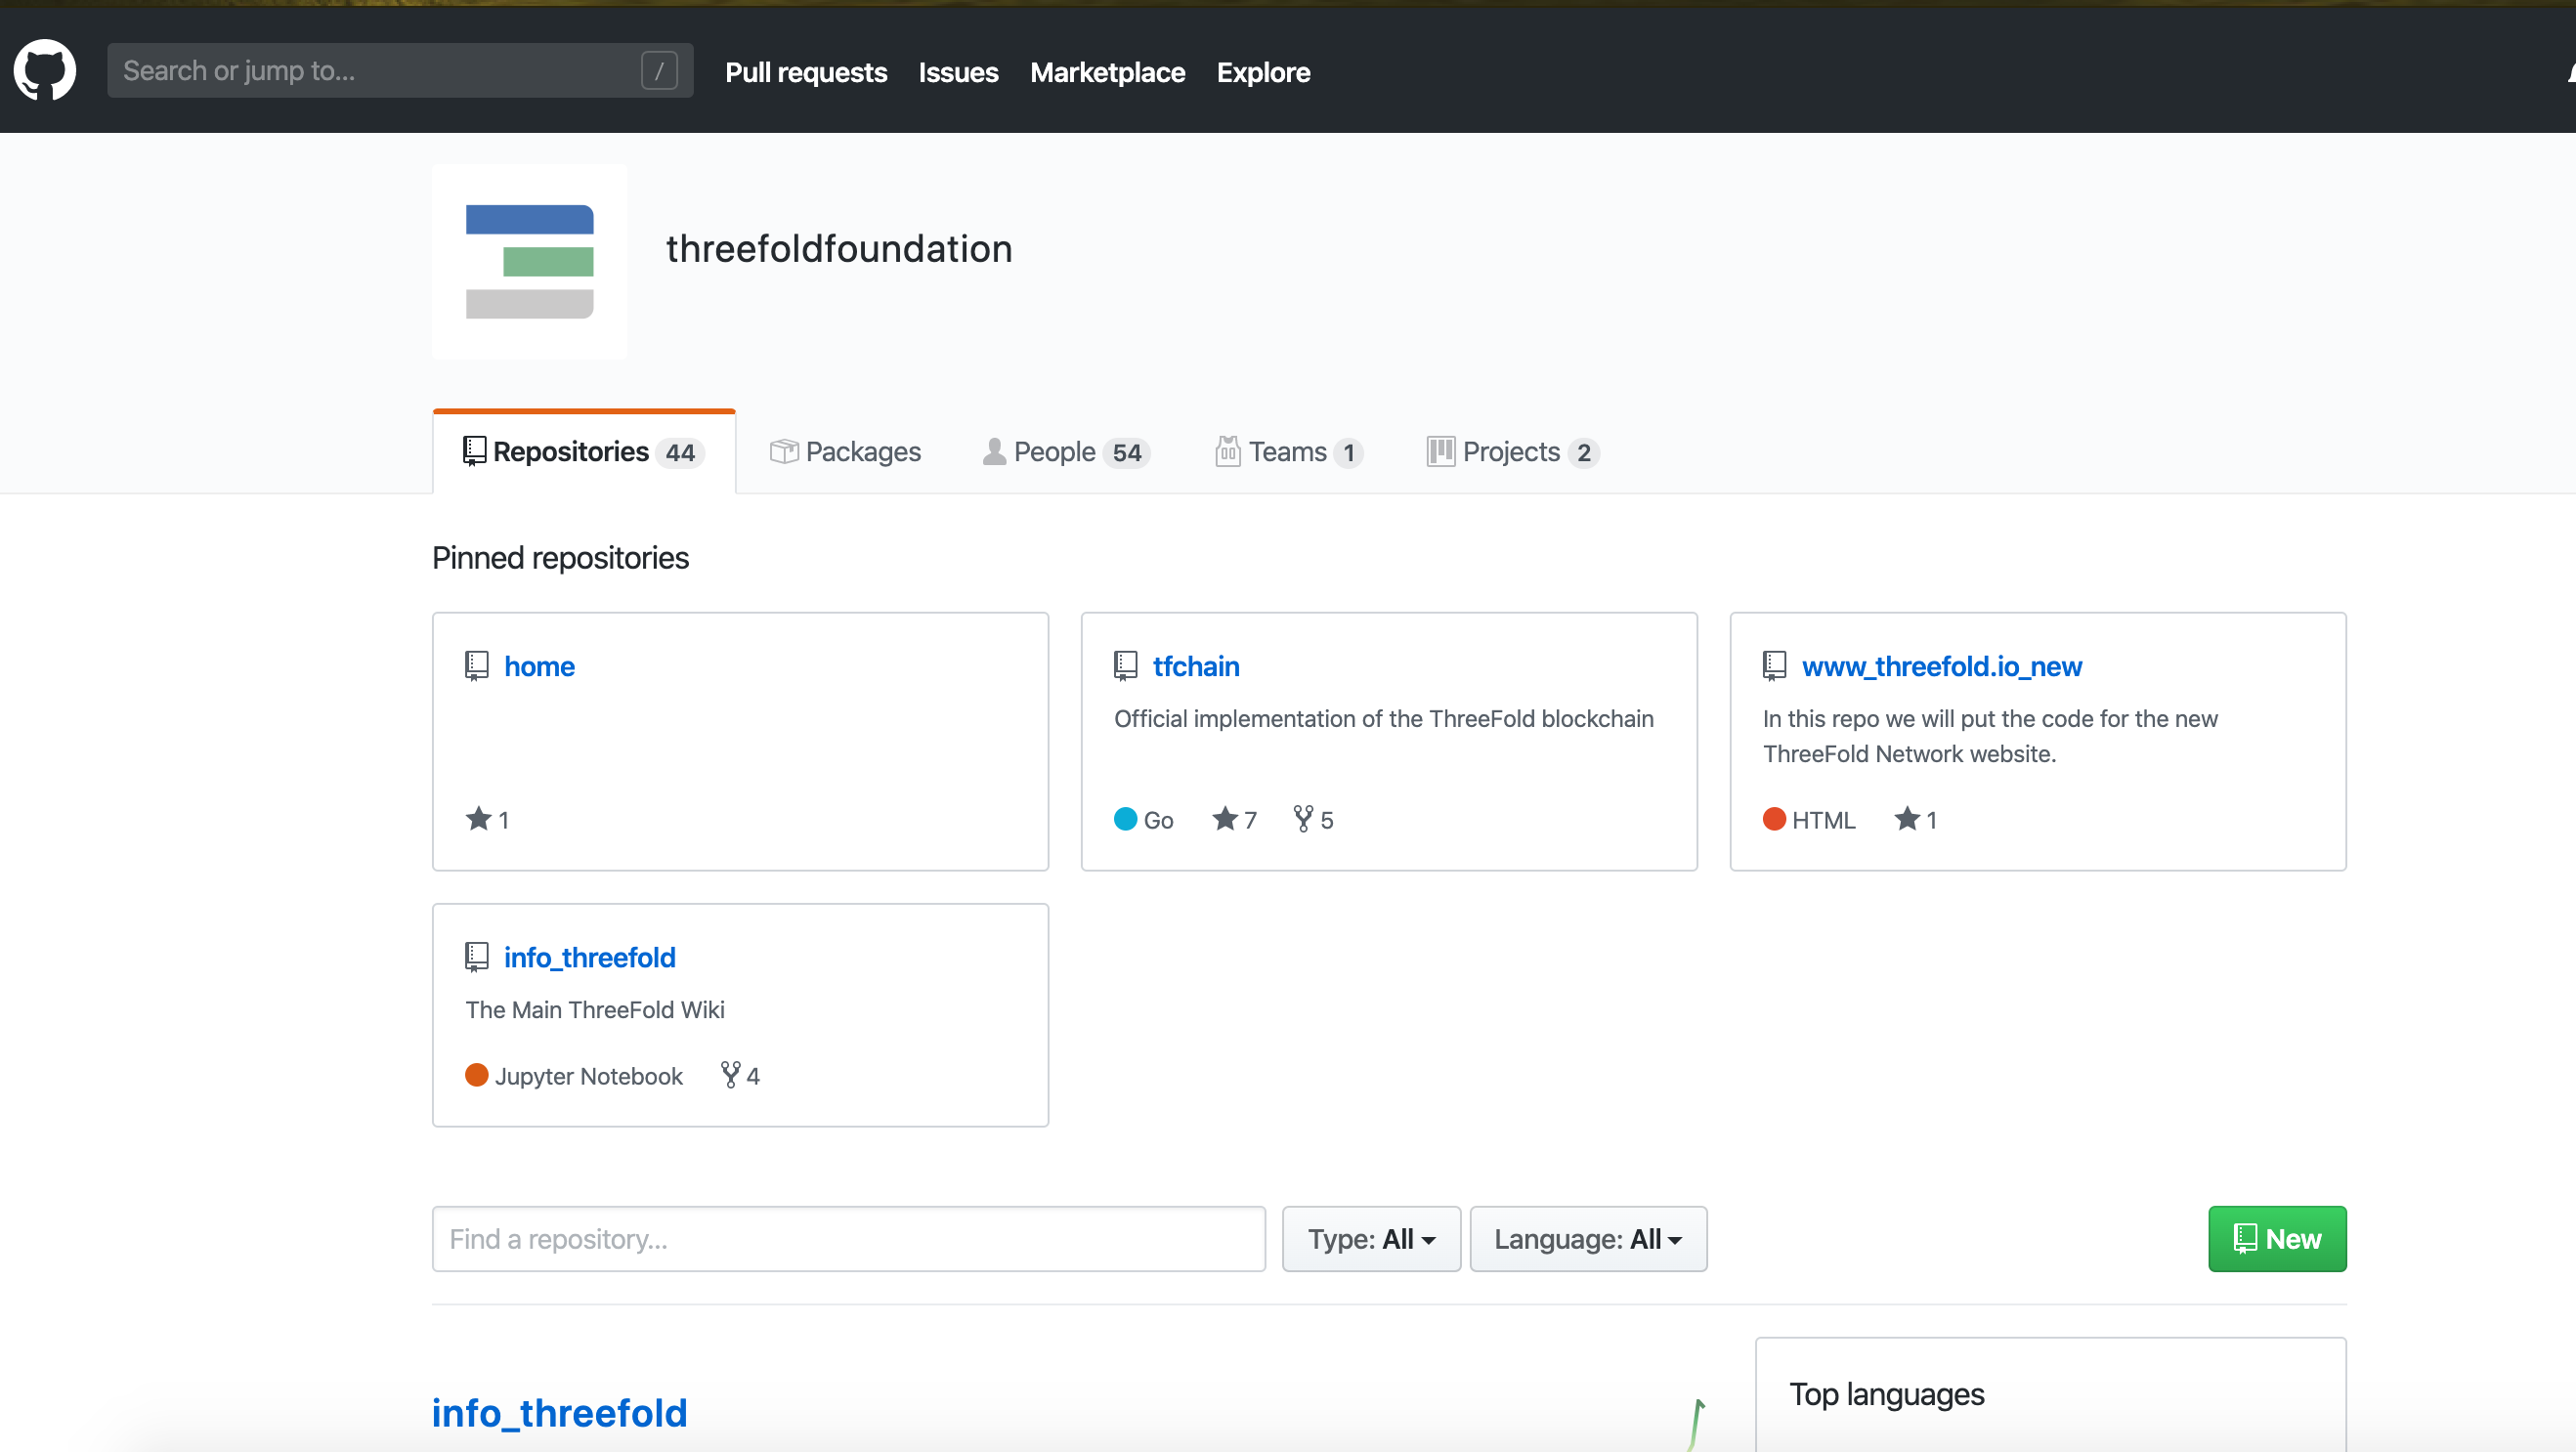 Search or jump to... /
Pull requests Issues Marketplace Explore
threefoldfoundation
Repositories 44 Packages People 54 Teams 1 Projects 2
Pinned repositories
home
1
tfchain
Official implementation of the ThreeFold blockchain
Go 7 5
www_threefold.io_new
In this repo we will put the code for the new
ThreeFold Network website.
HTML 1
info_threefold
The Main ThreeFold Wiki
Jupyter Notebook 4
Find a repository... Type: All Language: All New
info_threefold
Top languages